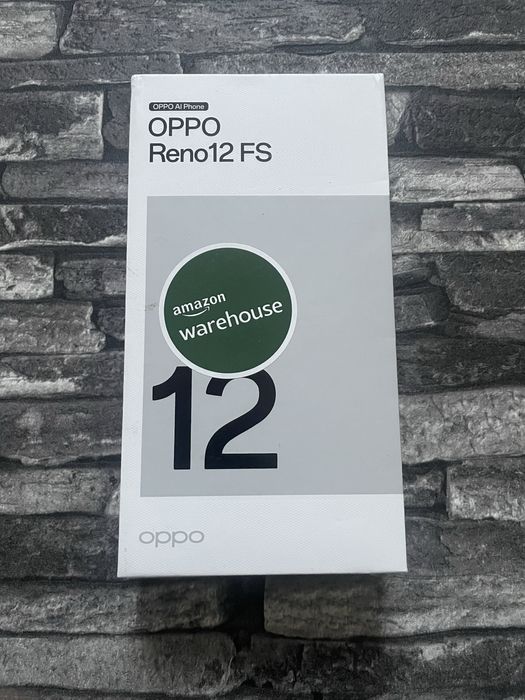 OPPO AI Phone
OPPO
Reno12 FS
amazon
warehouse
12
oppo